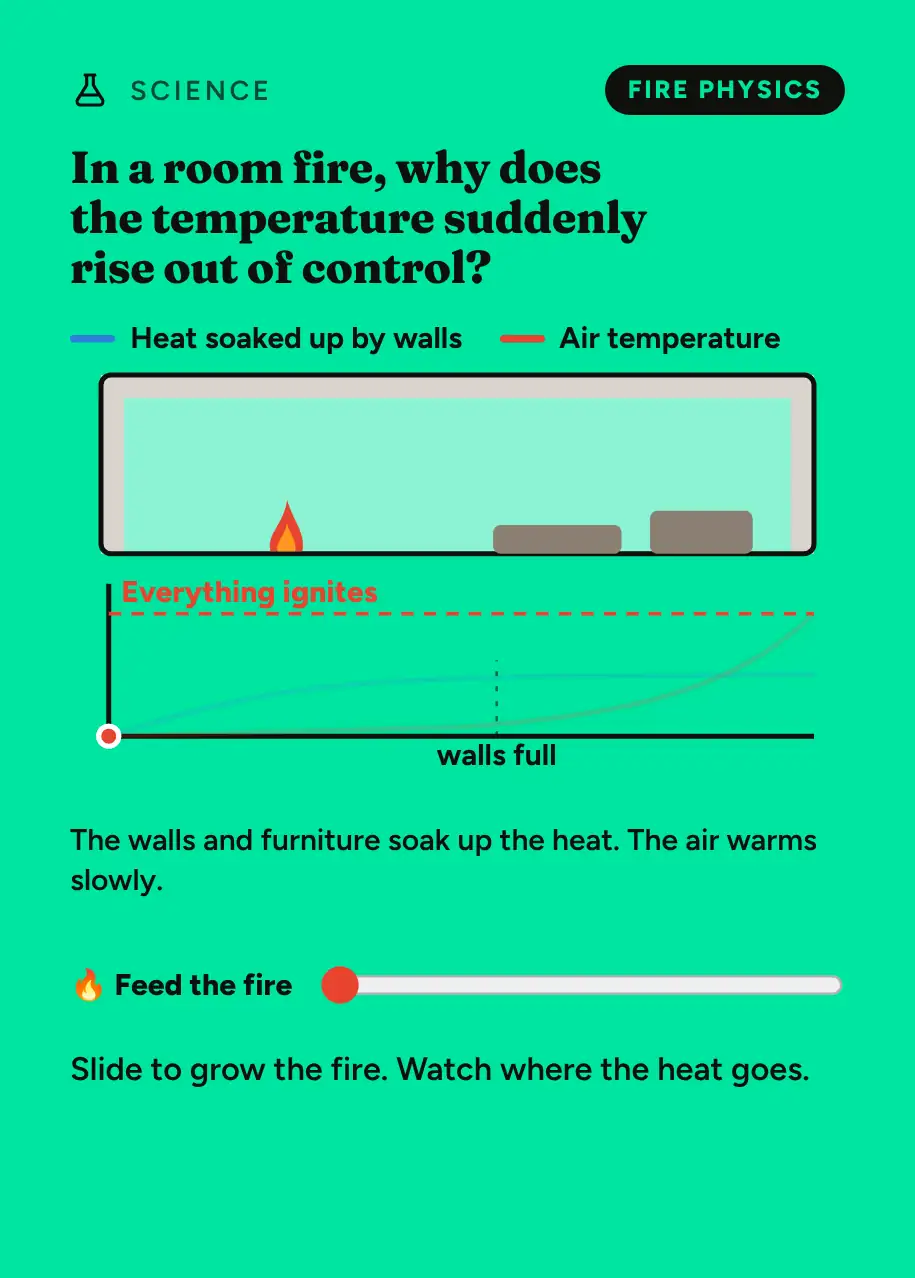 SCIENCE
FIRE PHYSICS
In a room fire, why does
the temperature suddenly
rise out of control?
Heat soaked up by walls
Air temperature
Everything ignites
walls full
The walls and furniture soak up the heat. The air warms
slowly.
🔥 Feed the fire
Slide to grow the fire. Watch where the heat goes.